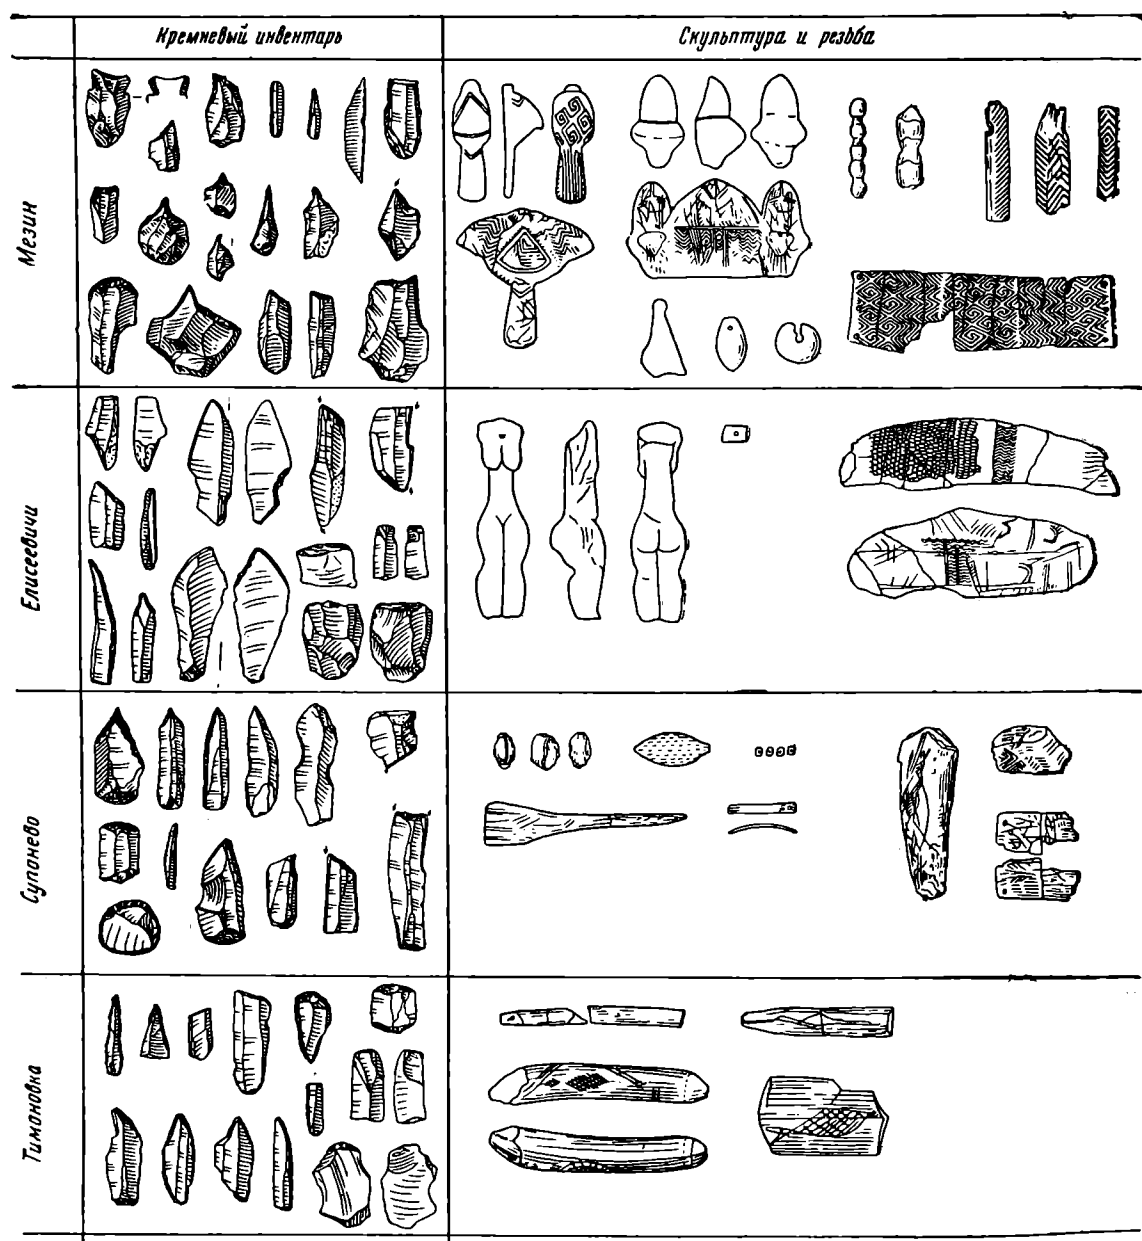 Кремневый инвентарь
Скульптура и резьба
Мезин
Елисеевичи
Супонево
Тимоновка